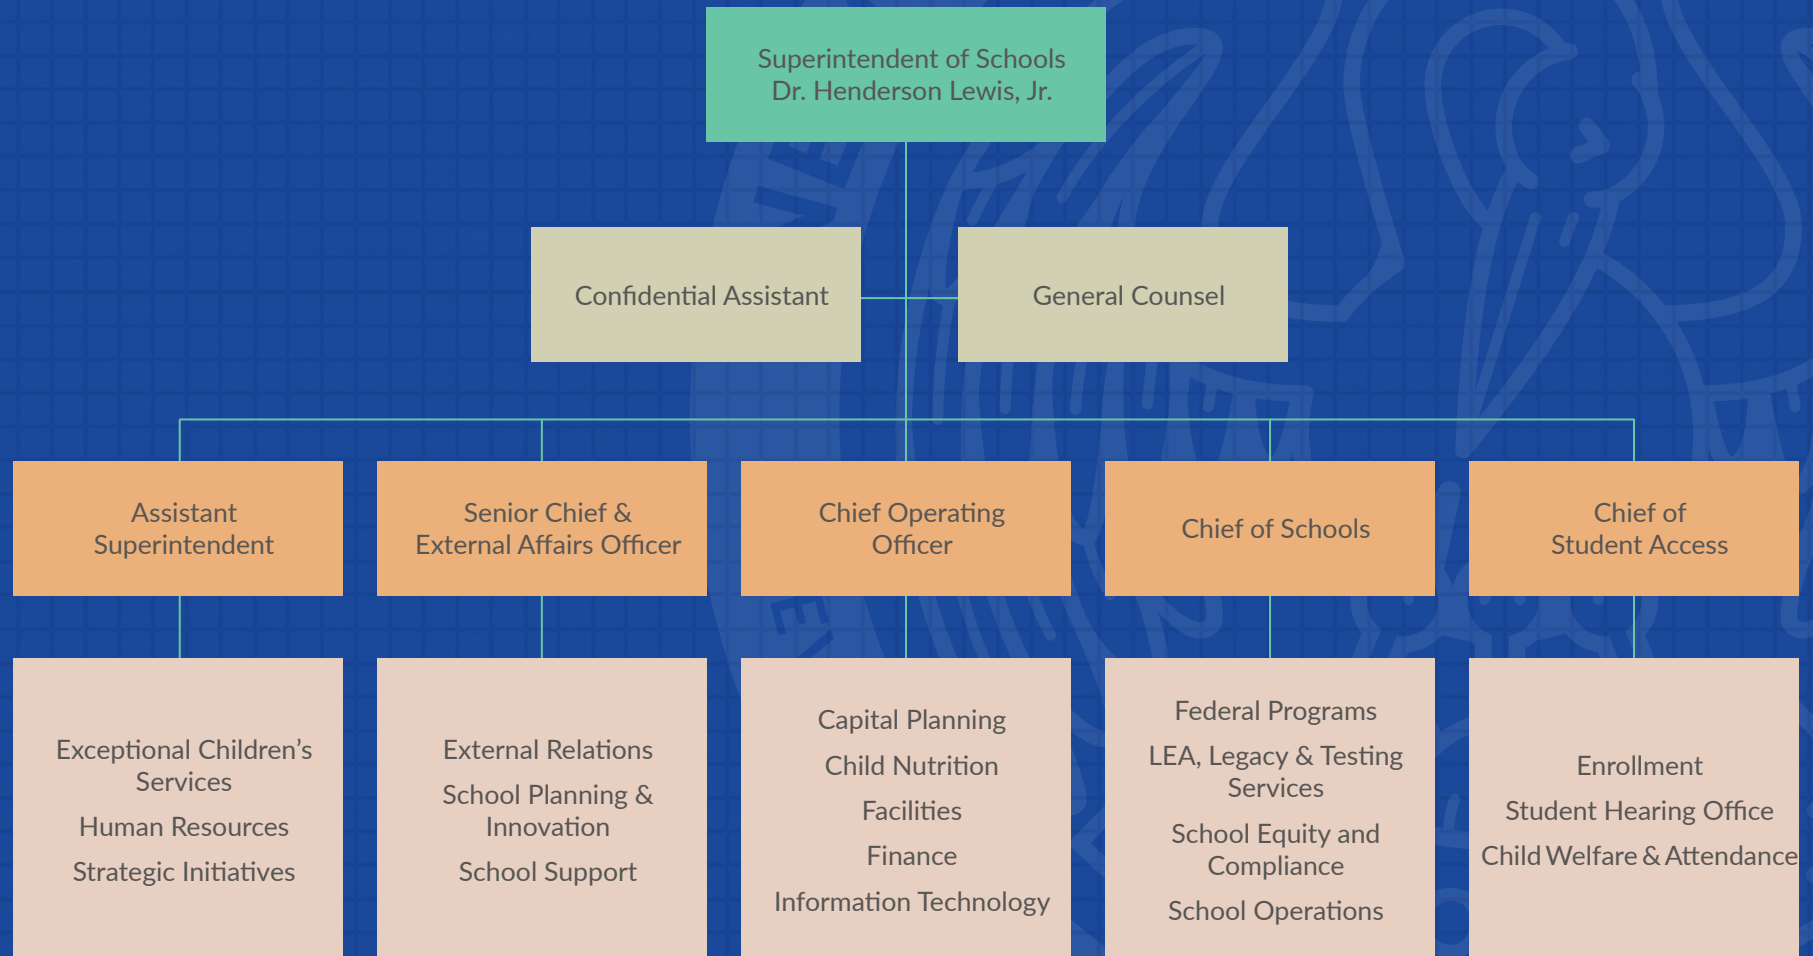 Superintendent of Schools
Dr. Henderson Lewis, Jr.
Confidential Assistant
General Counsel
Assistant
Superintendent
Senior Chief &
External Affairs Officer
Chief Operating
Officer
Chief of Schools
Chief of
Student Access
Exceptional Children’s
Services
Human Resources
Strategic Initiatives
External Relations
School Planning &
Innovation
School Support
Capital Planning
Child Nutrition
Facilities
Finance
Information Technology
Federal Programs
LEA, Legacy & Testing
Services
School Equity and
Compliance
School Operations
Enrollment
Student Hearing Office
Child Welfare & Attendance